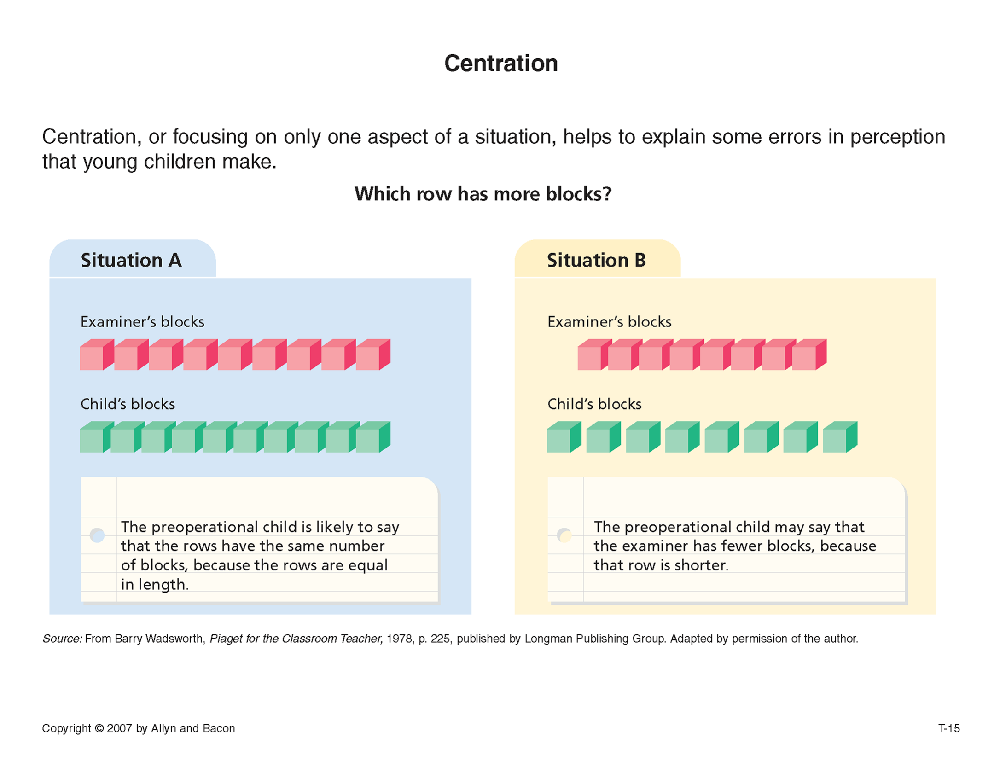 Centration
Centration, or focusing on only one aspect of a situation, helps to explain some errors in perception
that young children make.
Which row has more blocks?
Situation A
Examiner’s blocks
Child’s blocks
The preoperational child is likely to say
that the rows have the same number
of blocks, because the rows are equal
in length.
Situation B
Examiner’s blocks
Child’s blocks
The preoperational child may say that
the examiner has fewer blocks, because
that row is shorter.
Source: From Barry Wadsworth, Piaget for the Classroom Teacher, 1978, p. 225, published by Longman Publishing Group. Adapted by permission of the author.
Copyright © 2007 by Allyn and Bacon
T-15